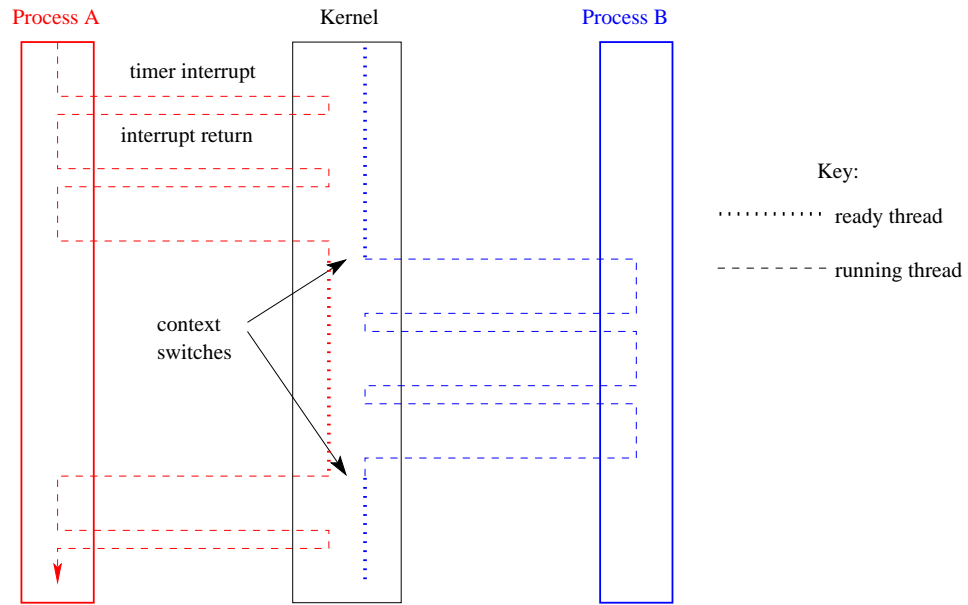 Process A
Kernel
Process B
timer interrupt
interrupt return
Key:
ready thread
running thread
context
switches